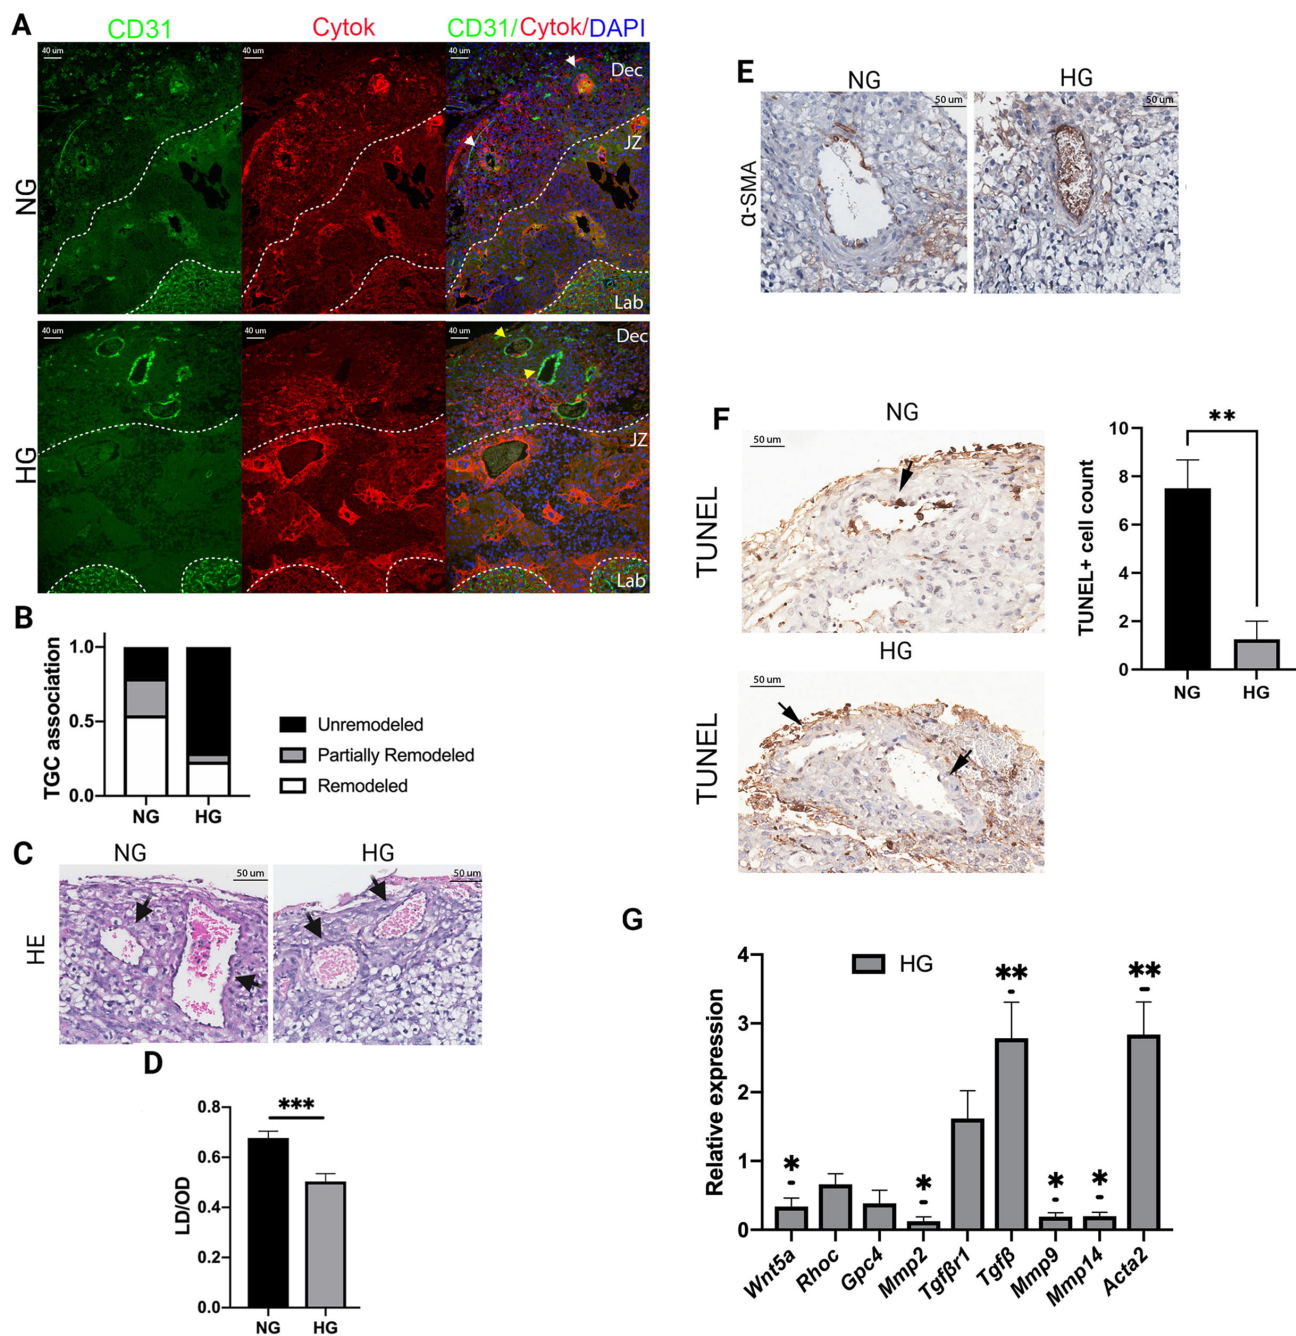 A
CD31
Cytok
CD31/Cytok/DAPI
NG
40 um
40 um
40 um
Dec
JZ
Lab
HG
40 um
40 um
40 um
Dec
JZ
Lab
B
TGC association
1.0
0.5
0.0
NG
HG
Unremodeled
Partially Remodeled
Remodeled
C
NG
HG
HE
50 um
50 um
D
***
LD/OD
0.8
0.6
0.4
0.2
0.0
NG
HG
E
NG
HG
α-SMA
50 um
50 um
F
NG
TUNEL
50 um
HG
TUNEL
50 um
**
TUNEL+ cell count
10
8
6
4
2
0
NG
HG
G
HG
Relative expression
4
3
2
1
0
* * ** * * **
Wnt5a
Rhoc
Gpc4
Mmp2
Tgfβr1
Tgfβ
Mmp9
Mmp14
Acta2